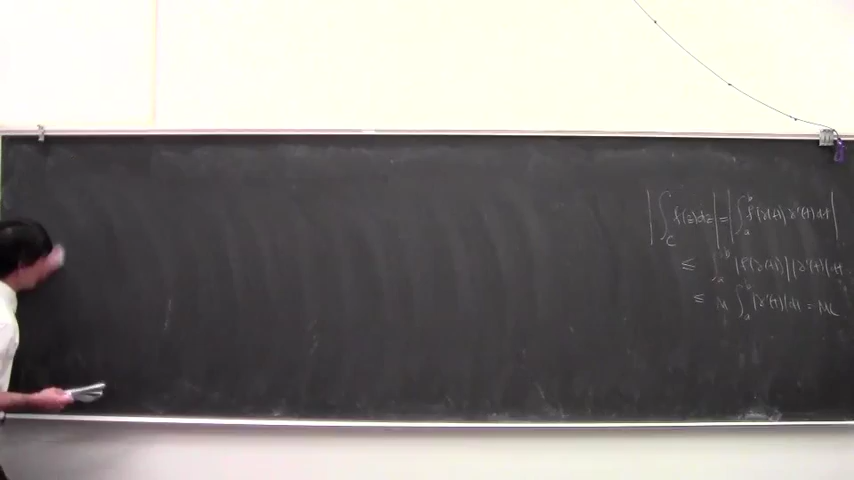 |∫_C f(z)dz| = |∫_a^b f(γ(t)) γ'(t) dt|
≤ ∫_a^b |f(γ(t))| |γ'(t)| dt
≤ M ∫_a^b |γ'(t)| dt = ML